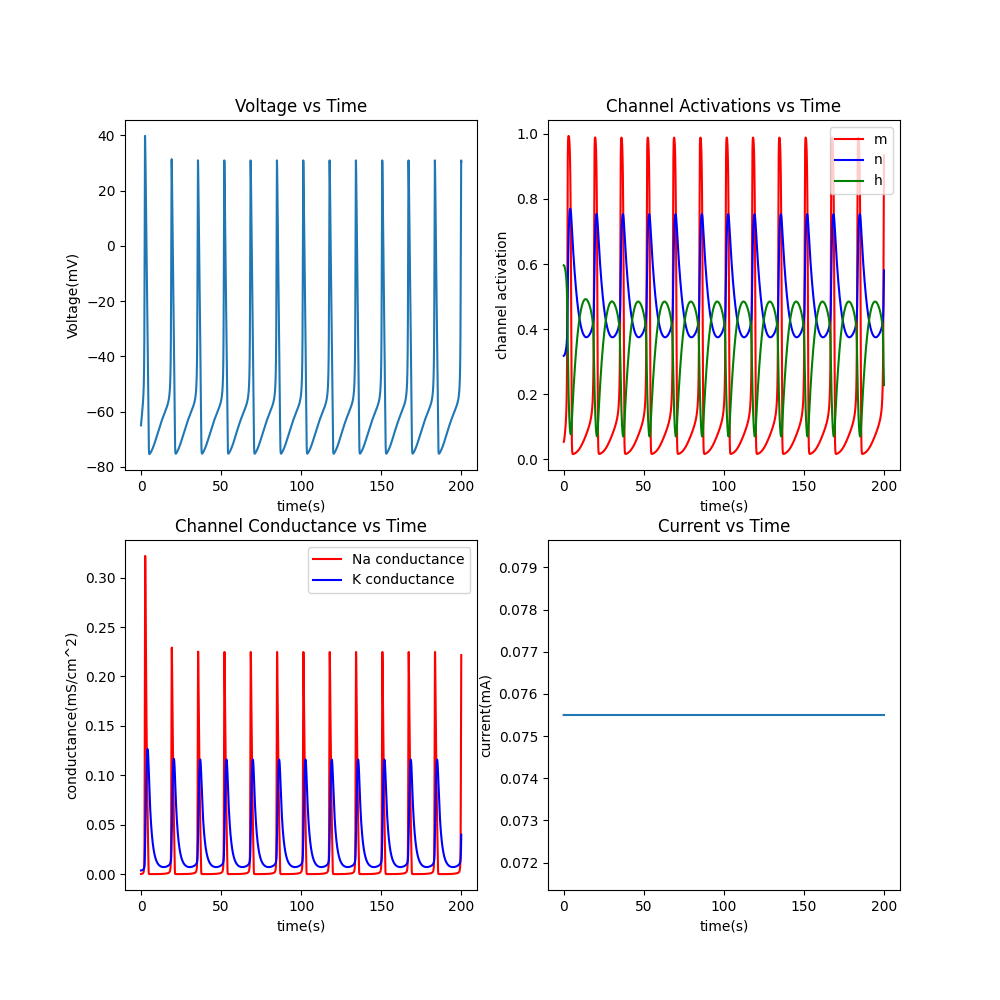 Voltage vs Time
40
20
0
−20
−40
−60
−80
Voltage(mV)
0 50 100 150 200
time(s)
Channel Activations vs Time
1.0
0.8
0.6
0.4
0.2
0.0
channel activation
m
n
h
0 50 100 150 200
time(s)
Channel Conductance vs Time
0.30
0.25
0.20
0.15
0.10
0.05
0.00
conductance(mS/cm^2)
Na conductance
K conductance
0 50 100 150 200
time(s)
Current vs Time
0.079
0.078
0.077
0.076
0.075
0.074
0.073
0.072
current(mA)
0 50 100 150 200
time(s)